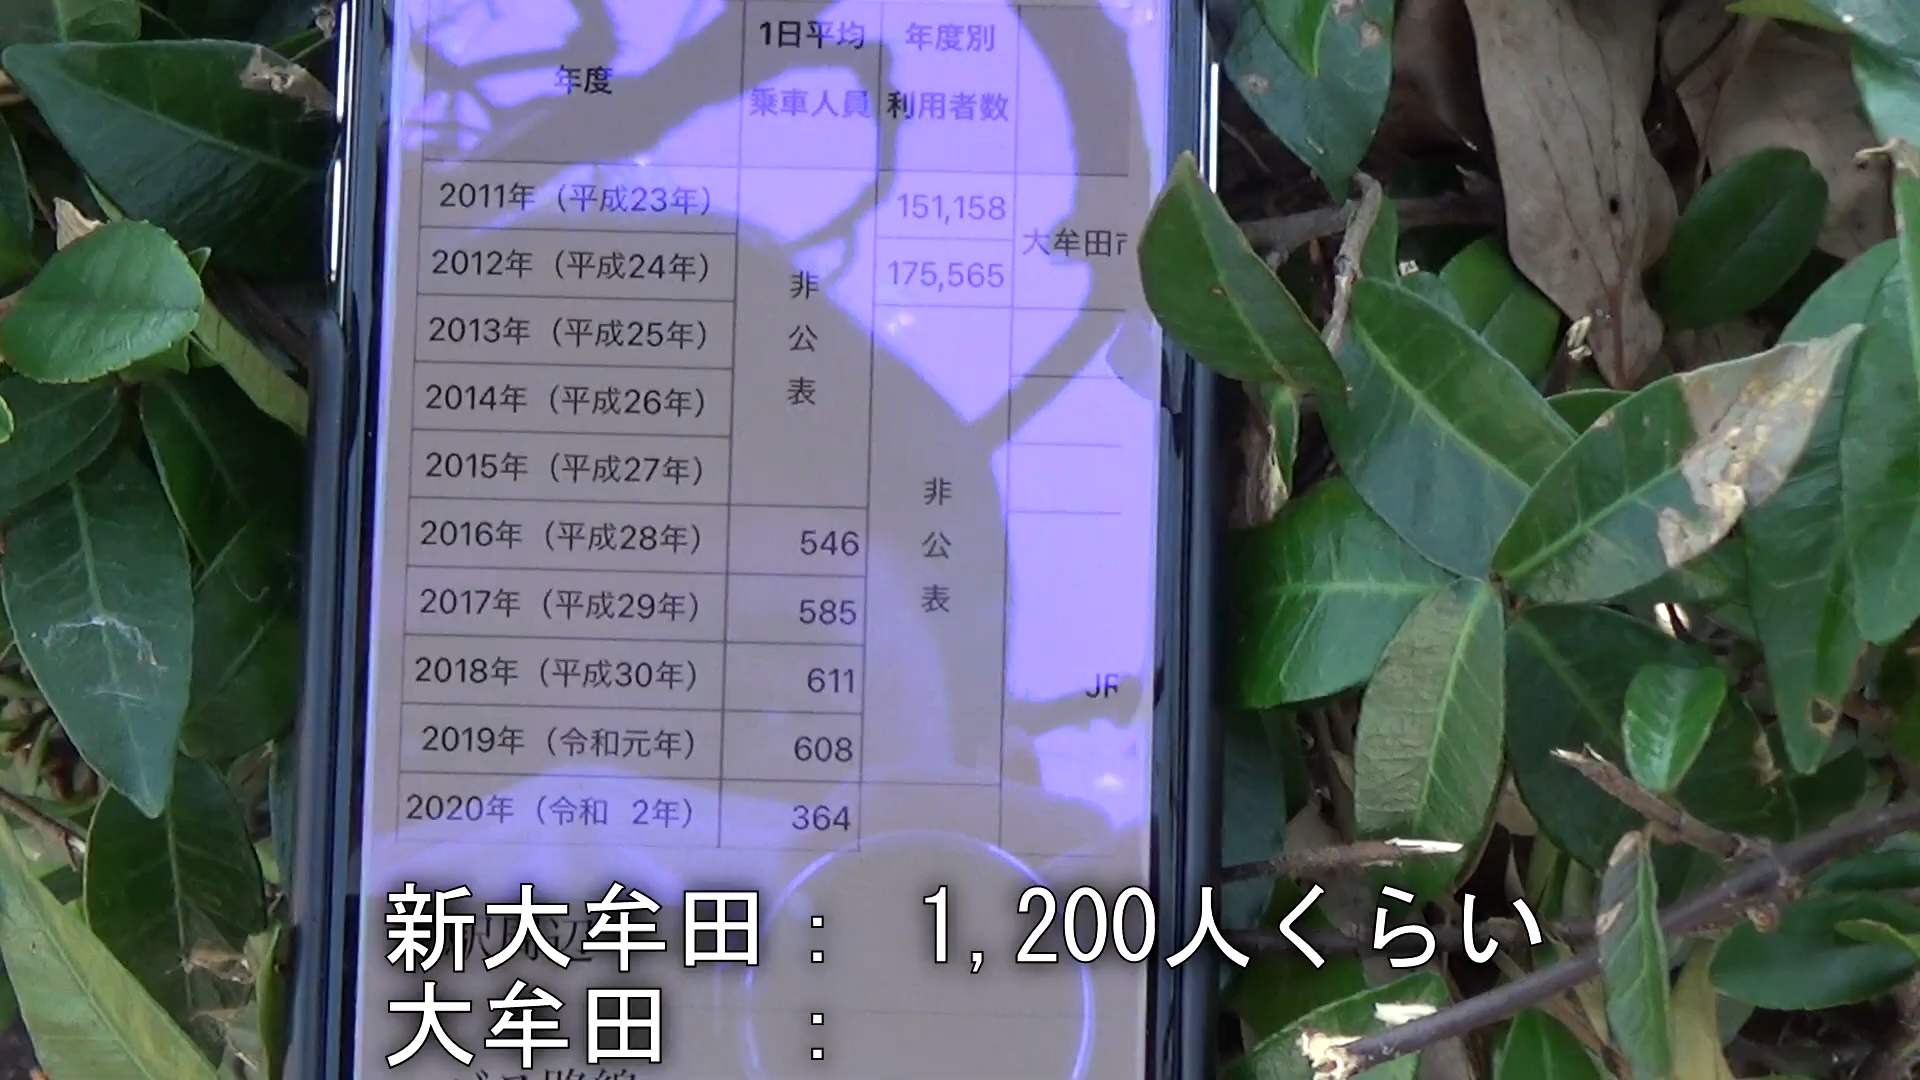 年度 1日平均 年度別
乗車人員 利用者数
2011年（平成23年） 151,158
大牟田
2012年（平成24年） 175,565
非
公
表
2013年（平成25年）
2014年（平成26年）
2015年（平成27年）
非
公
表
2016年（平成28年） 546
2017年（平成29年） 585
2018年（平成30年） 611
JR
2019年（令和元年） 608
2020年（令和 2年） 364
新大牟田： 1,200人くらい
大牟田 ：